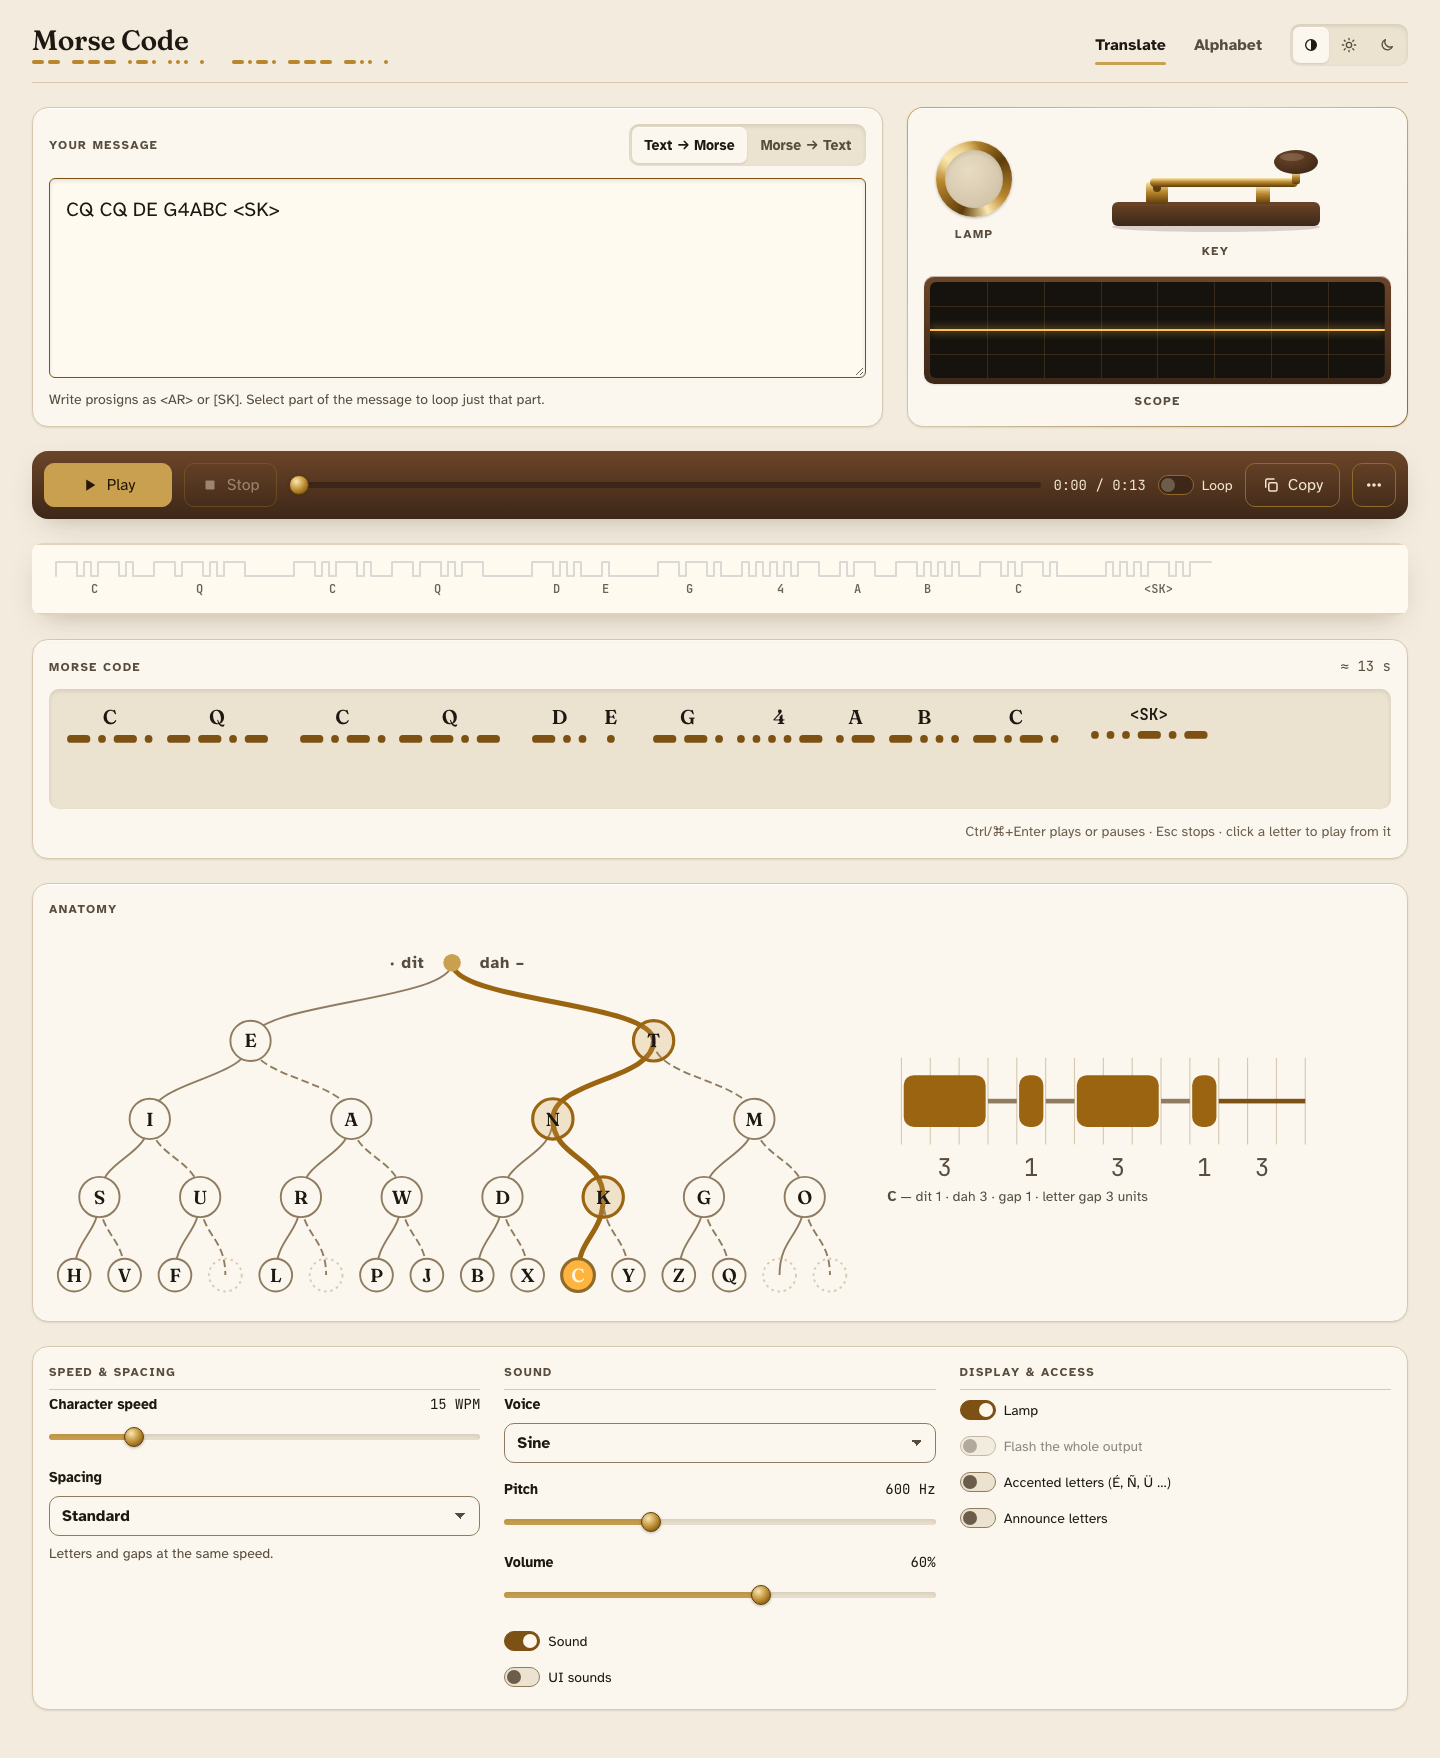 Morse Code
Translate
Alphabet
YOUR MESSAGE
Text → Morse
Morse → Text
CQ CQ DE G4ABC <SK>
Write prosigns as <AR> or [SK]. Select part of the message to loop just that part.
LAMP
KEY
SCOPE
Play
Stop
0:00 / 0:13
Loop
Copy
C Q C Q D E G 4 A B C <SK>
MORSE CODE
≈ 13 s
C Q C Q D E G 4 A B C <SK>
Ctrl/⌘+Enter plays or pauses · Esc stops · click a letter to play from it
ANATOMY
· dit dah –
E T
I A N M
S U R W D K G O
H V F L P J B X C Y Z Q
3 1 3 1 3
C — dit 1 · dah 3 · gap 1 · letter gap 3 units
SPEED & SPACING
Character speed 15 WPM
Spacing
Standard
Letters and gaps at the same speed.
SOUND
Voice
Sine
Pitch 600 Hz
Volume 60%
Sound
UI sounds
DISPLAY & ACCESS
Lamp
Flash the whole output
Accented letters (É, Ñ, Ü …)
Announce letters